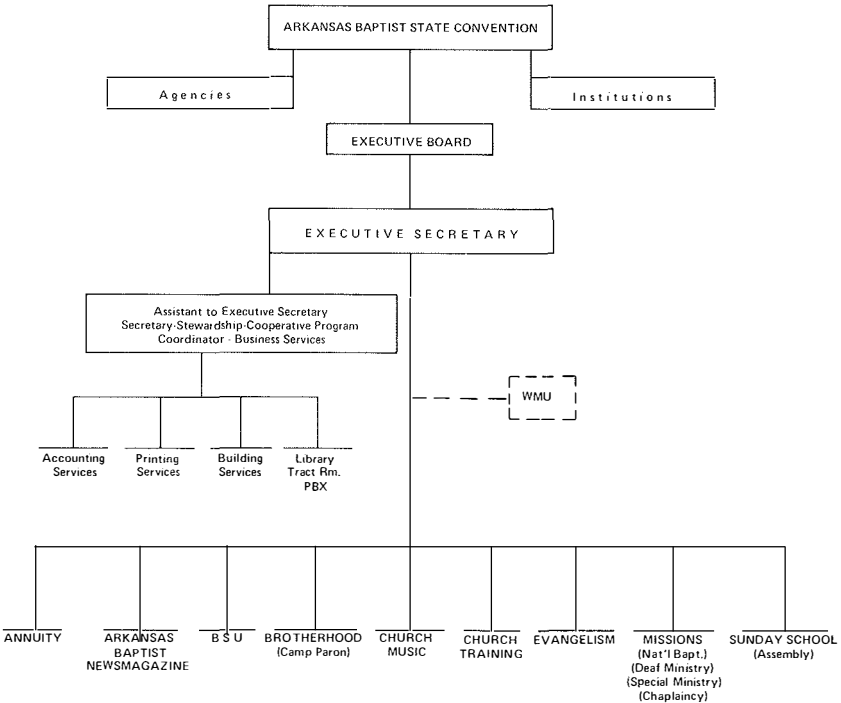 ARKANSAS BAPTIST STATE CONVENTION
Agencies
Institutions
EXECUTIVE BOARD
EXECUTIVE SECRETARY
Assistant to Executive Secretary
Secretary-Stewardship-Cooperative Program
Coordinator - Business Services
WMU
Accounting
Services
Printing
Services
Building
Services
Library
Tract Rm.
PBX
ANNUITY
ARKANSAS
BAPTIST
NEWSMAGAZINE
BSU
BROTHERHOOD
(Camp Paron)
CHURCH
MUSIC
CHURCH
TRAINING
EVANGELISM
MISSIONS
(Nat'l Bapt.)
(Deaf Ministry)
(Special Ministry)
(Chaplaincy)
SUNDAY SCHOOL
(Assembly)